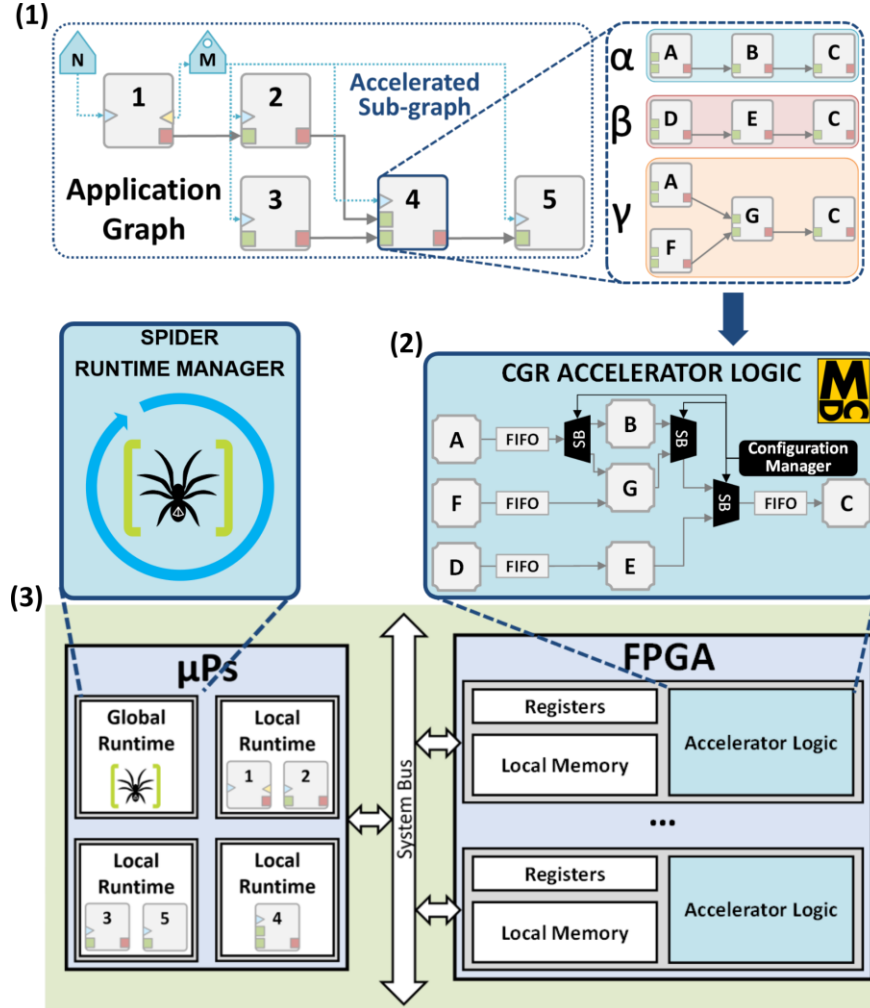 (1)
N
M
1
2
3
4
5
Accelerated
Sub-graph
Application
Graph
α
A
B
C
β
D
E
C
γ
A
F
G
C
SPIDER
RUNTIME MANAGER
(2)
CGR ACCELERATOR LOGIC
MDC
A
FIFO
SB
B
SB
Configuration
Manager
F
FIFO
G
SB
FIFO
C
D
FIFO
E
(3)
μPs
Global
Runtime
Local
Runtime
1
2
Local
Runtime
3
5
Local
Runtime
4
System Bus
FPGA
Registers
Local Memory
Accelerator Logic
...
Registers
Local Memory
Accelerator Logic